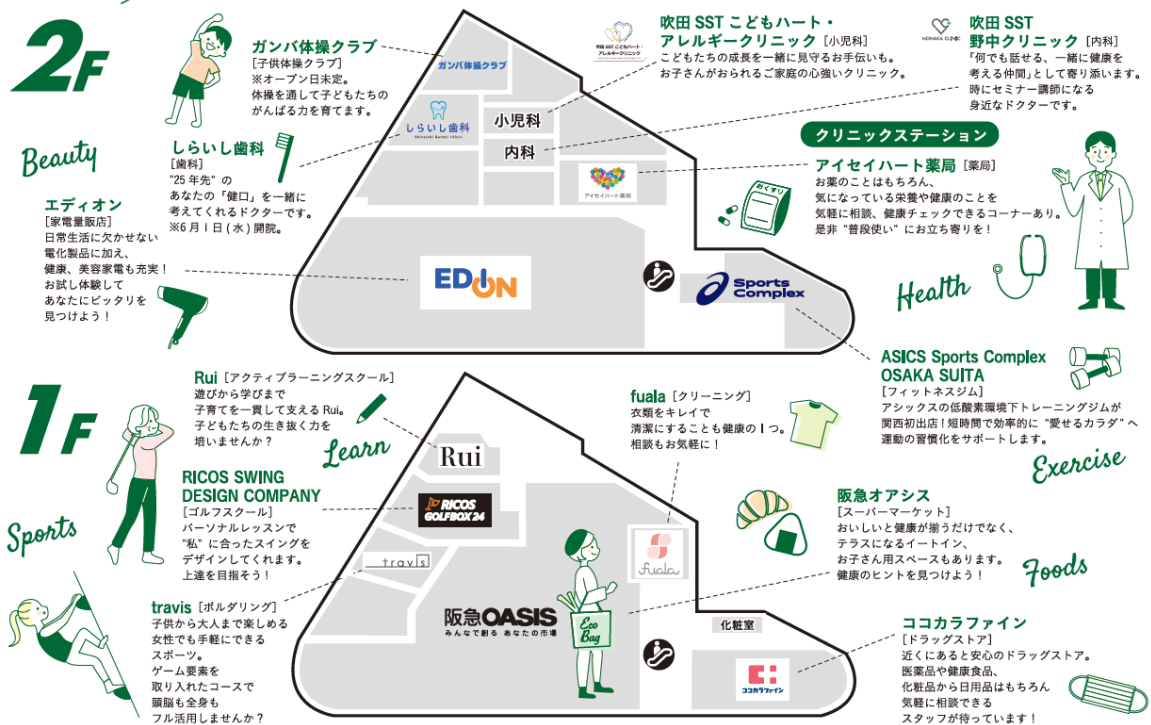 2F
ガンバ体操クラブ
[子供体操クラブ]
※オープン日未定。
体操を通して子どもたちの
がんばる力を育てます。
しらいし歯科
[歯科]
"25年先"の
あなたの「健口」を一緒に
考えてくれるドクターです。
※6月1日(水)開院。
Beauty
エディオン
[家電量販店]
日常生活に欠かせない
電化製品に加え、
健康、美容家電も充実！
お試し体験して
あなたにピッタリを
見つけよう！
ガンバ体操クラブ
しらいし歯科
Shiraishi Dental Clinic
小児科
内科
アイセイハート薬局
EDION
Sports
Complex
吹田 SST こどもハート・
アレルギークリニック
吹田 SST こどもハート・
アレルギークリニック [小児科]
こどもたちの成長を一緒に見守るお手伝いも。
お子さんがおられるご家庭の心強いクリニック。
NONAKA CLINIC
吹田 SST
野中クリニック [内科]
「何でも話せる、一緒に健康を
考える仲間」として寄り添います。
時にセミナー講師になる
身近なドクターです。
クリニックステーション
アイセイハート薬局 [薬局]
お薬のことはもちろん、
気になっている栄養や健康のことを
気軽に相談、健康チェックできるコーナーあり。
是非 "普段使い" にお立ち寄りを！
おくすり
Health
ASICS Sports Complex
OSAKA SUITA
[フィットネスジム]
アシックスの低酸素環境下トレーニングジムが
関西初出店！短時間で効率的に "愛せるカラダ" へ
運動の習慣化をサポートします。
Exercise
1F
Rui [アクティブラーニングスクール]
遊びから学びまで
子育てを一貫して支える Rui。
子どもたちの生き抜く力を
培いませんか？
Learn
RICOS SWING
DESIGN COMPANY
[ゴルフスクール]
パーソナルレッスンで
"私" に合ったスイングを
デザインしてくれます。
上達を目指そう！
Sports
travis [ボルダリング]
子供から大人まで楽しめる
女性でも手軽にできる
スポーツ。
ゲーム要素を
取り入れたコースで
頭脳も全身も
フル活用しませんか？
Rui
RICOS
GOLFBOX 24
travis
阪急OASIS
みんなで創る あなたの市場
Eco
Bag
fuala
化粧室
ココカラファイン
fuala [クリーニング]
衣類をキレイで
清潔にすることも健康の1つ。
相談もお気軽に！
阪急オアシス
[スーパーマーケット]
おいしいと健康が揃うだけでなく、
テラスになるイートイン、
お子さん用スペースもあります。
健康のヒントを見つけよう！
Foods
ココカラファイン
[ドラッグストア]
近くにあると安心のドラッグストア。
医薬品や健康食品、
化粧品から日用品はもちろん
気軽に相談できる
スタッフが待っています！